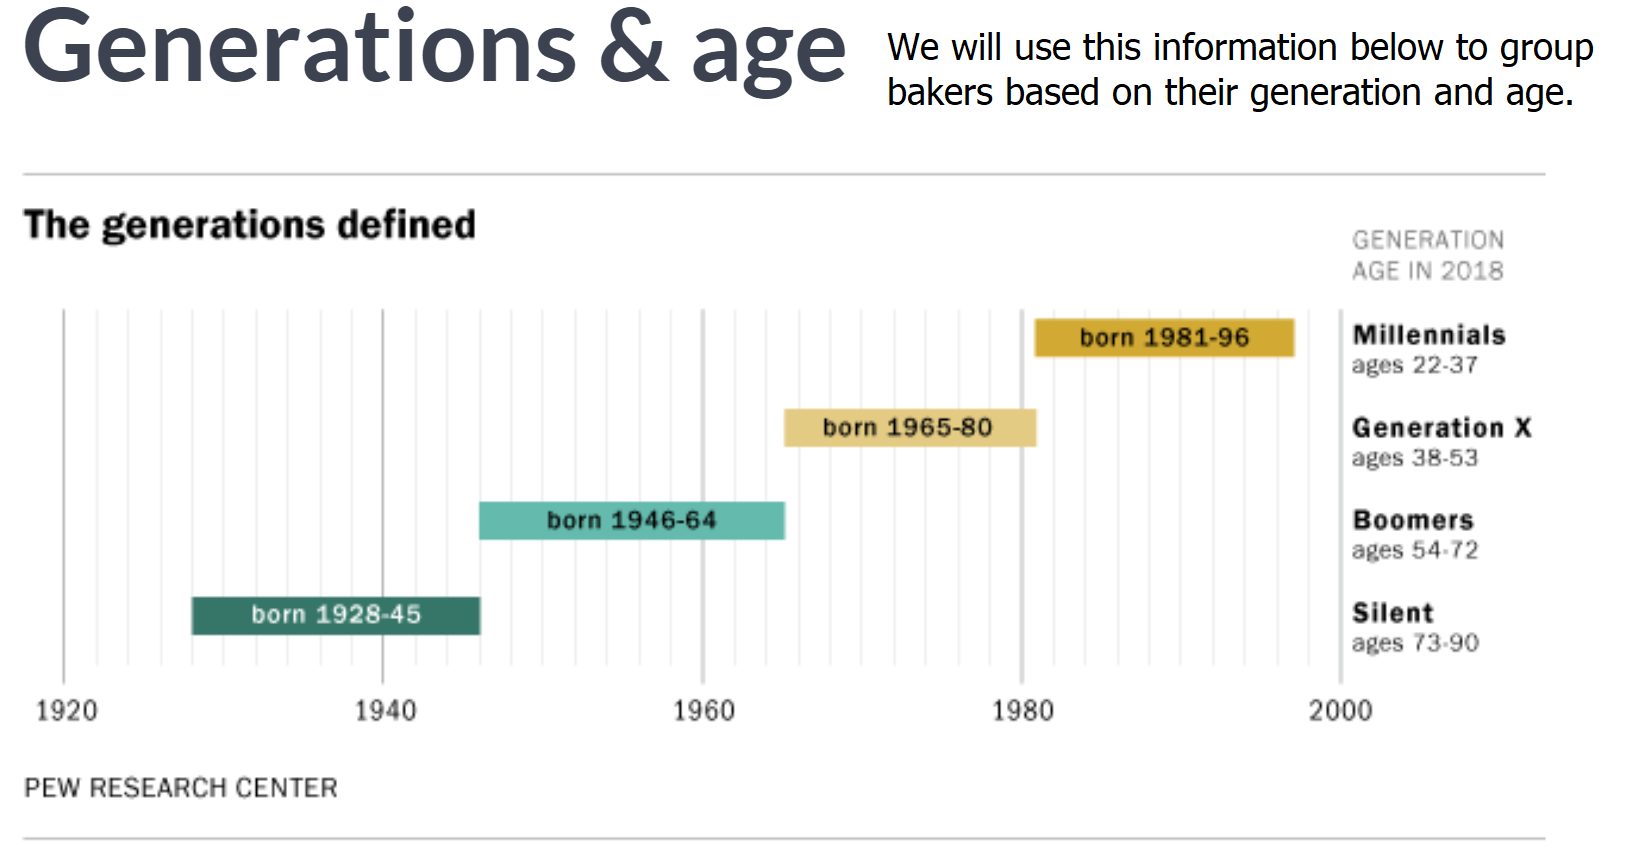 Generations & age
We will use this information below to group
bakers based on their generation and age.
The generations defined
GENERATION
AGE IN 2018
born 1981-96
Millennials
ages 22-37
born 1965-80
Generation X
ages 38-53
born 1946-64
Boomers
ages 54-72
born 1928-45
Silent
ages 73-90
1920 1940 1960 1980 2000
PEW RESEARCH CENTER